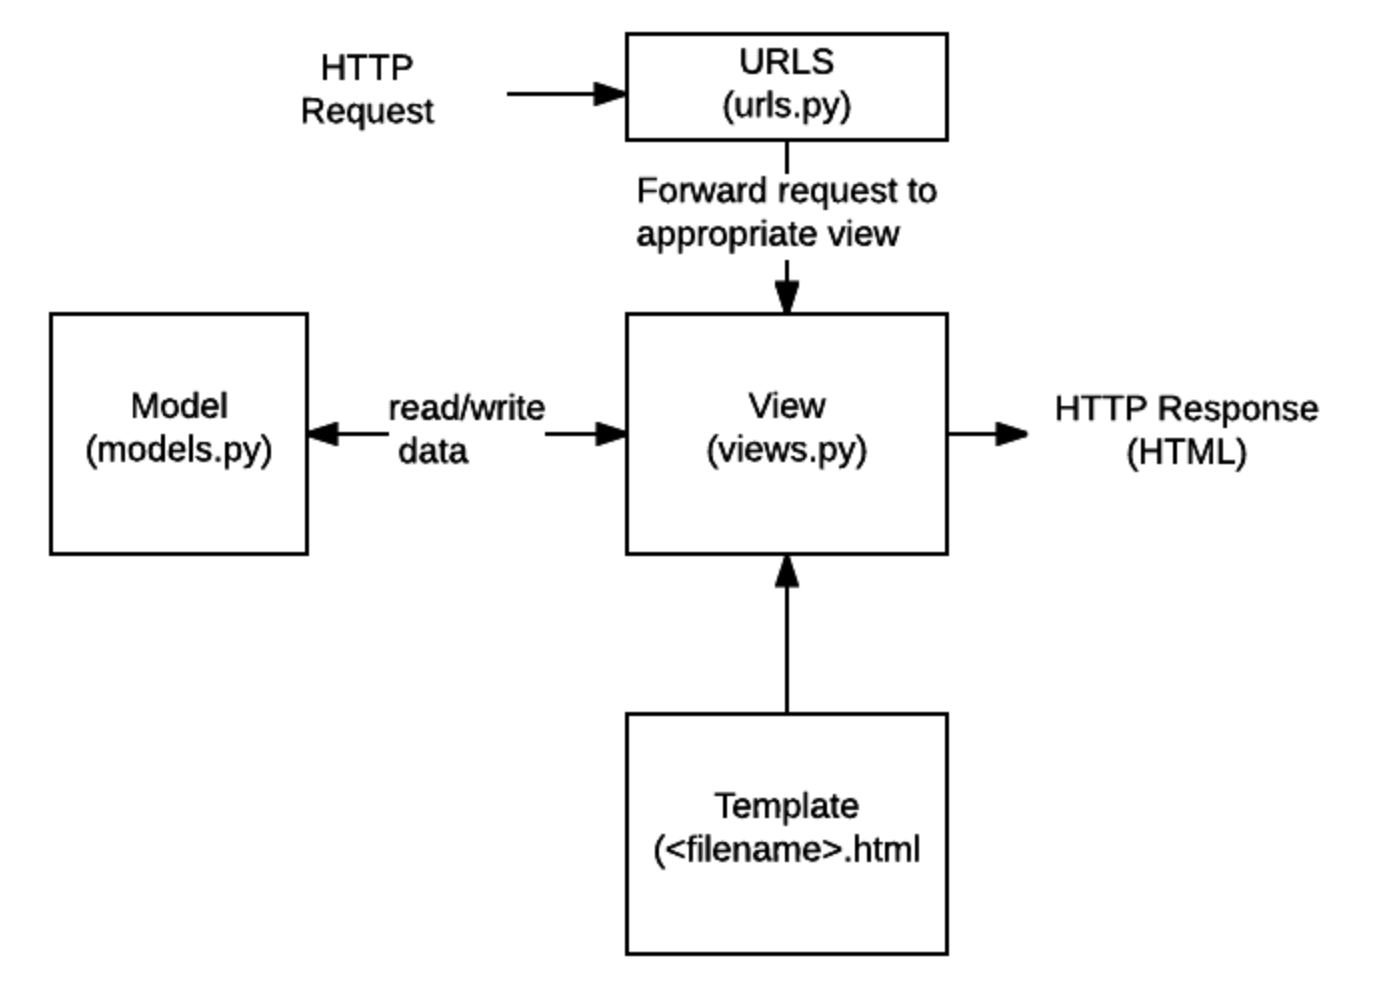 HTTP
Request
URLS
(urls.py)
Forward request to
appropriate view
Model
(models.py)
read/write
data
View
(views.py)
HTTP Response
(HTML)
Template
(<filename>.html